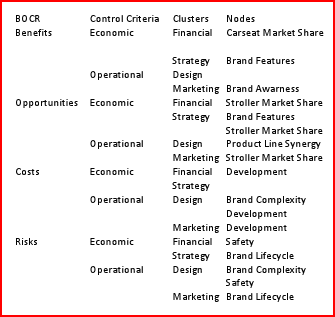 BOCR Control Criteria Clusters Nodes
Benefits Economic Financial Carseat Market Share
Strategy Brand Features
Operational Design
Marketing Brand Awarness
Opportunities Economic Financial Stroller Market Share
Strategy Brand Features
Stroller Market Share
Operational Design Product Line Synergy
Marketing Stroller Market Share
Costs Economic Financial Development
Strategy
Operational Design Brand Complexity
Development
Marketing Development
Risks Economic Financial Safety
Strategy Brand Lifecycle
Operational Design Brand Complexity
Safety
Marketing Brand Lifecycle